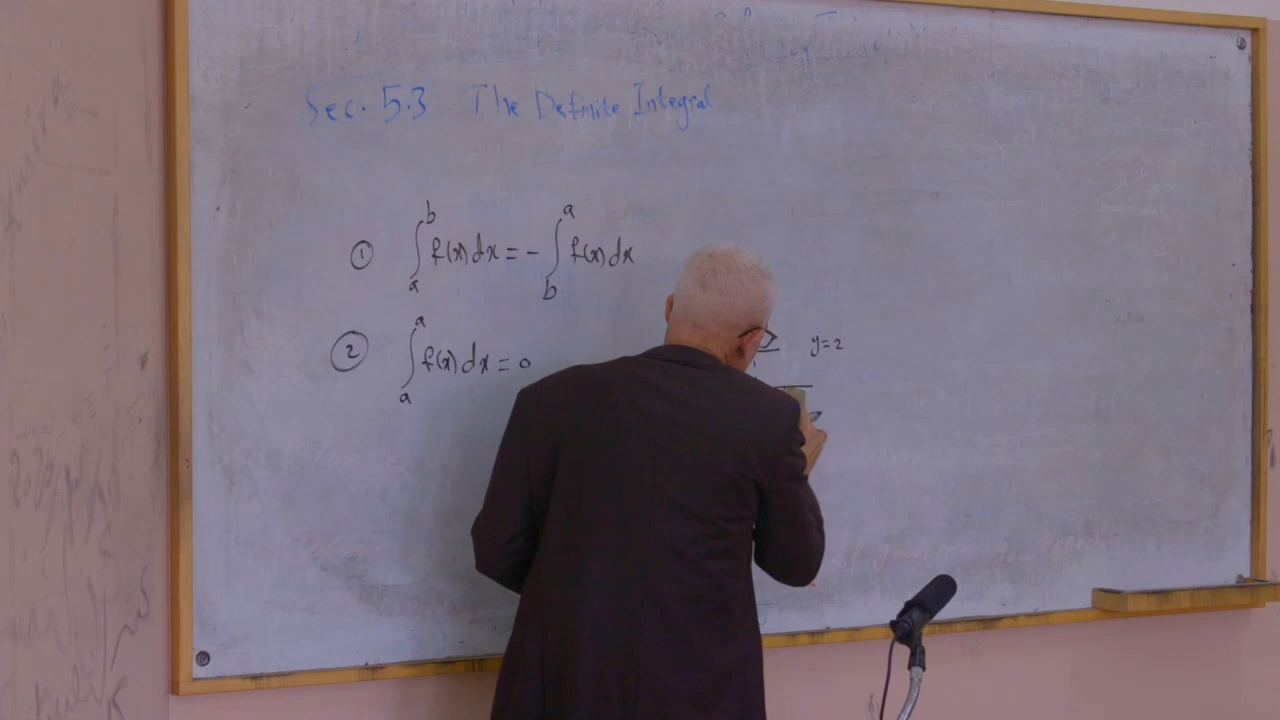 Sec. 5.3 The Definite Integral
① ∫_a^b f(x) dx = - ∫_b^a f(x) dx
② ∫_a^a f(x) dx = 0
y = 2